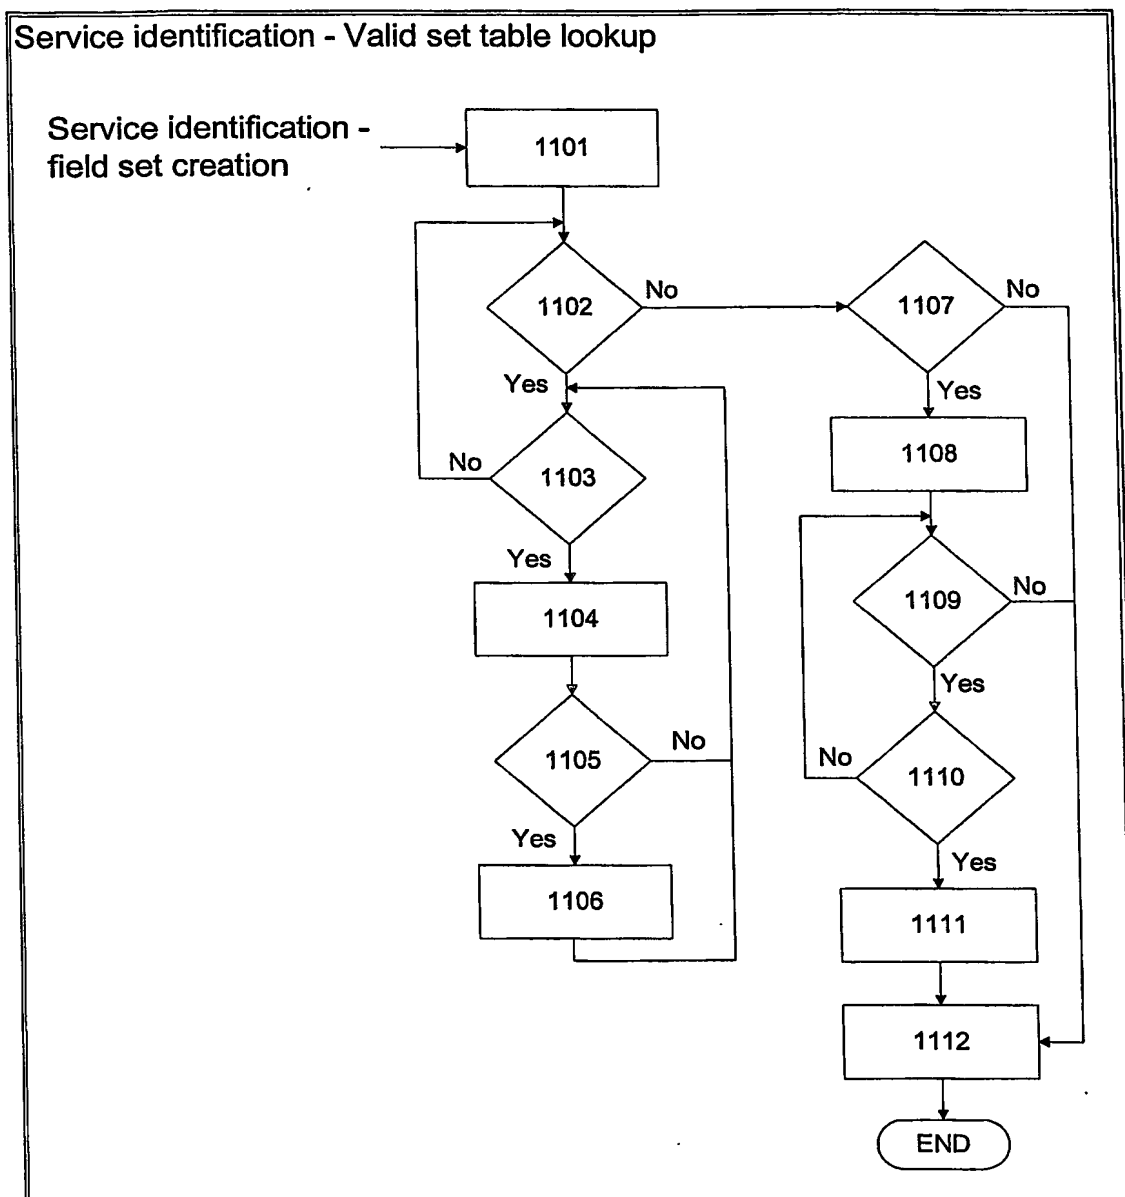 Service identification - Valid set table lookup
Service identification -
field set creation
1101
1102
No
1107
No
Yes
Yes
1108
No
1103
Yes
1104
1109
No
Yes
1105
No
No
1110
Yes
Yes
1106
1111
1112
END